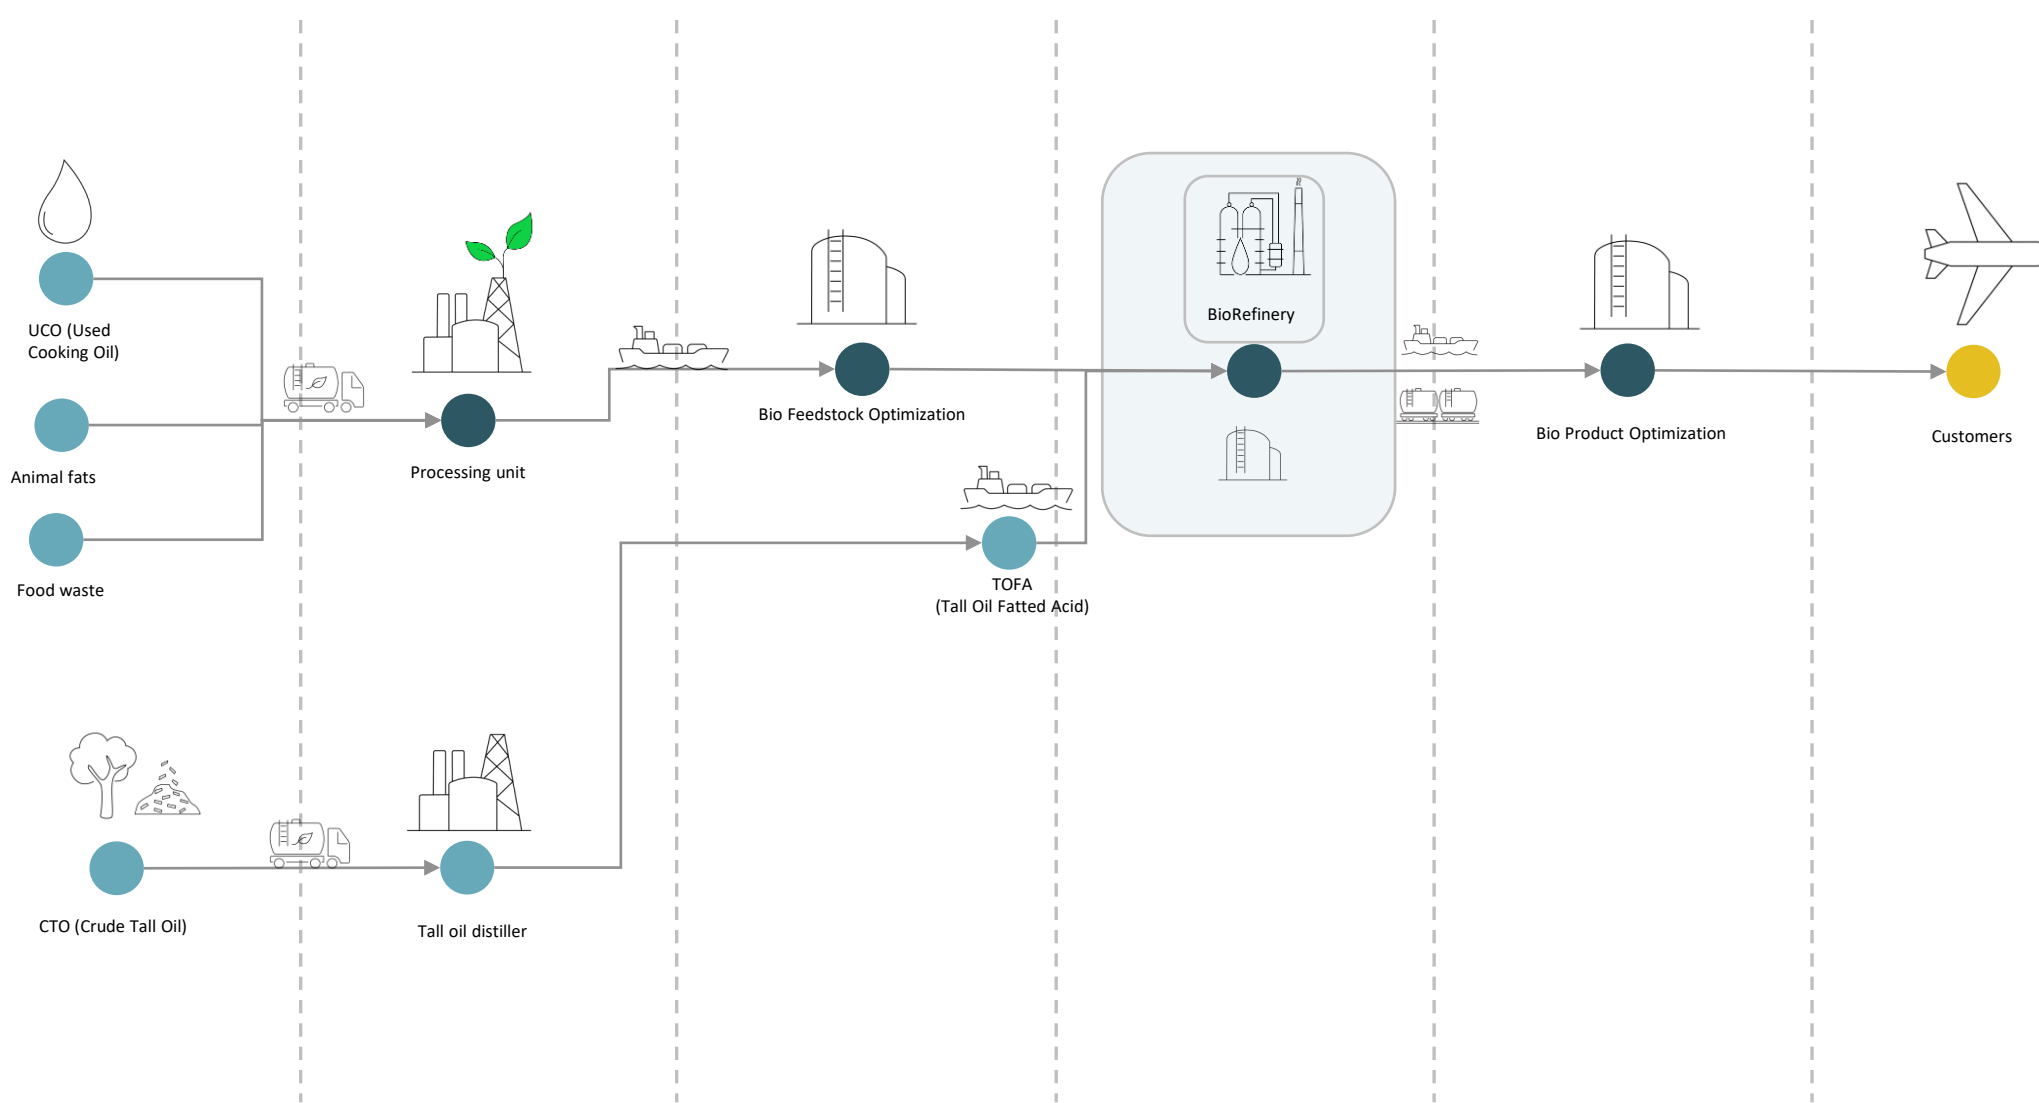 UCO (Used
Cooking Oil)
Animal fats
Food waste
CTO (Crude Tall Oil)
Processing unit
Tall oil distiller
Bio Feedstock Optimization
TOFA
(Tall Oil Fatted Acid)
BioRefinery
Bio Product Optimization
Customers